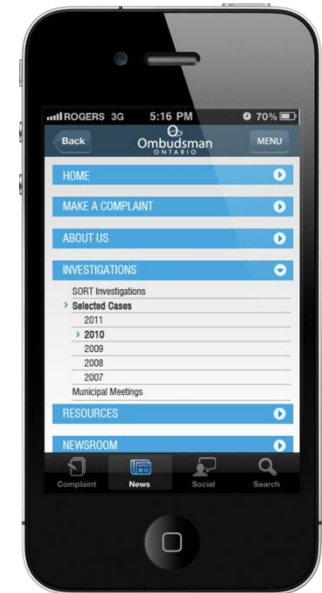 ROGERS 3G 5:16 PM 70%
Back Ombudsman MENU
ONTARIO
HOME
MAKE A COMPLAINT
ABOUT US
INVESTIGATIONS
SORT Investigations
Selected Cases
2011
2010
2009
2008
2007
Municipal Meetings
RESOURCES
NEWSROOM
Complaint News Social Search